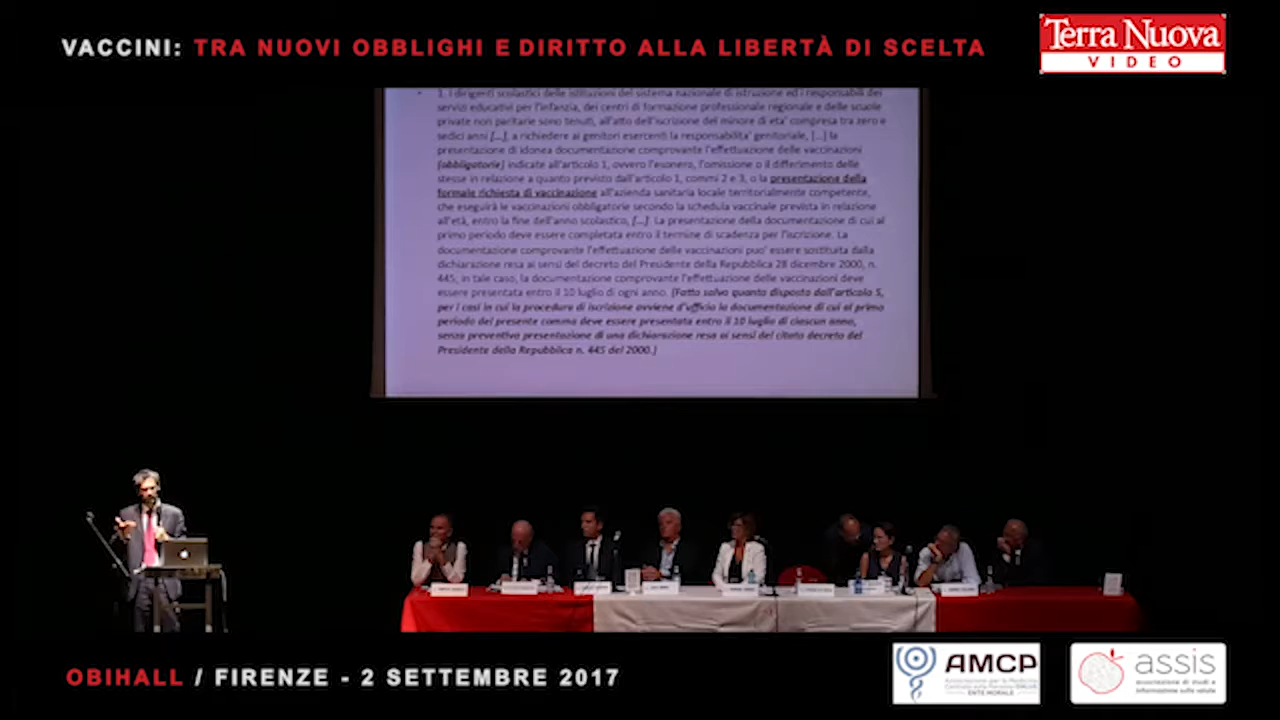 VACCINI: TRA NUOVI OBBLIGHI E DIRITTO ALLA LIBERTÀ DI SCELTA
Terra Nuova
VIDEO
1. I dirigenti scolastici delle istituzioni del sistema nazionale di istruzione ed i responsabili dei
servizi educativi per l'infanzia, dei centri di formazione professionale regionale e delle scuole
private non paritarie sono tenuti, all'atto dell'iscrizione del minore di eta' compresa tra zero e
sedici anni [...], a richiedere ai genitori esercenti la responsabilita' genitoriale, [...] la
presentazione di idonea documentazione comprovante l'effettuazione delle vaccinazioni
(obbligatorie) indicate all'articolo 1, ovvero l'esonero, l'omissione o il differimento delle
stesse in relazione a quanto previsto dall'articolo 1, commi 2 e 3, o la presentazione della
formale richiesta di vaccinazione all'azienda sanitaria locale territorialmente competente,
che eseguirà le vaccinazioni obbligatorie secondo la schedula vaccinale prevista in relazione
all'età, entro la fine dell'anno scolastico, [...]. La presentazione della documentazione di cui al
primo periodo deve essere completata entro il termine di scadenza per l'iscrizione. La
documentazione comprovante l'effettuazione delle vaccinazioni puo' essere sostituita dalla
dichiarazione resa ai sensi del decreto del Presidente della Repubblica 28 dicembre 2000, n.
445; in tale caso, la documentazione comprovante l'effettuazione delle vaccinazioni deve
essere presentata entro il 10 luglio di ogni anno. (Fatto salvo quanto disposto dall'articolo 5,
per i casi in cui la procedura di iscrizione avviene d'ufficio la documentazione di cui al primo
periodo del presente comma deve essere presentata entro il 10 luglio di ciascun anno,
senza preventiva presentazione di una dichiarazione resa ai sensi del citato decreto del
Presidente della Repubblica n. 445 del 2000.)
OBIHALL / FIRENZE - 2 SETTEMBRE 2017
AMCP
ENTE MORALE
assis
associazione di studi e
informazione sulla salute